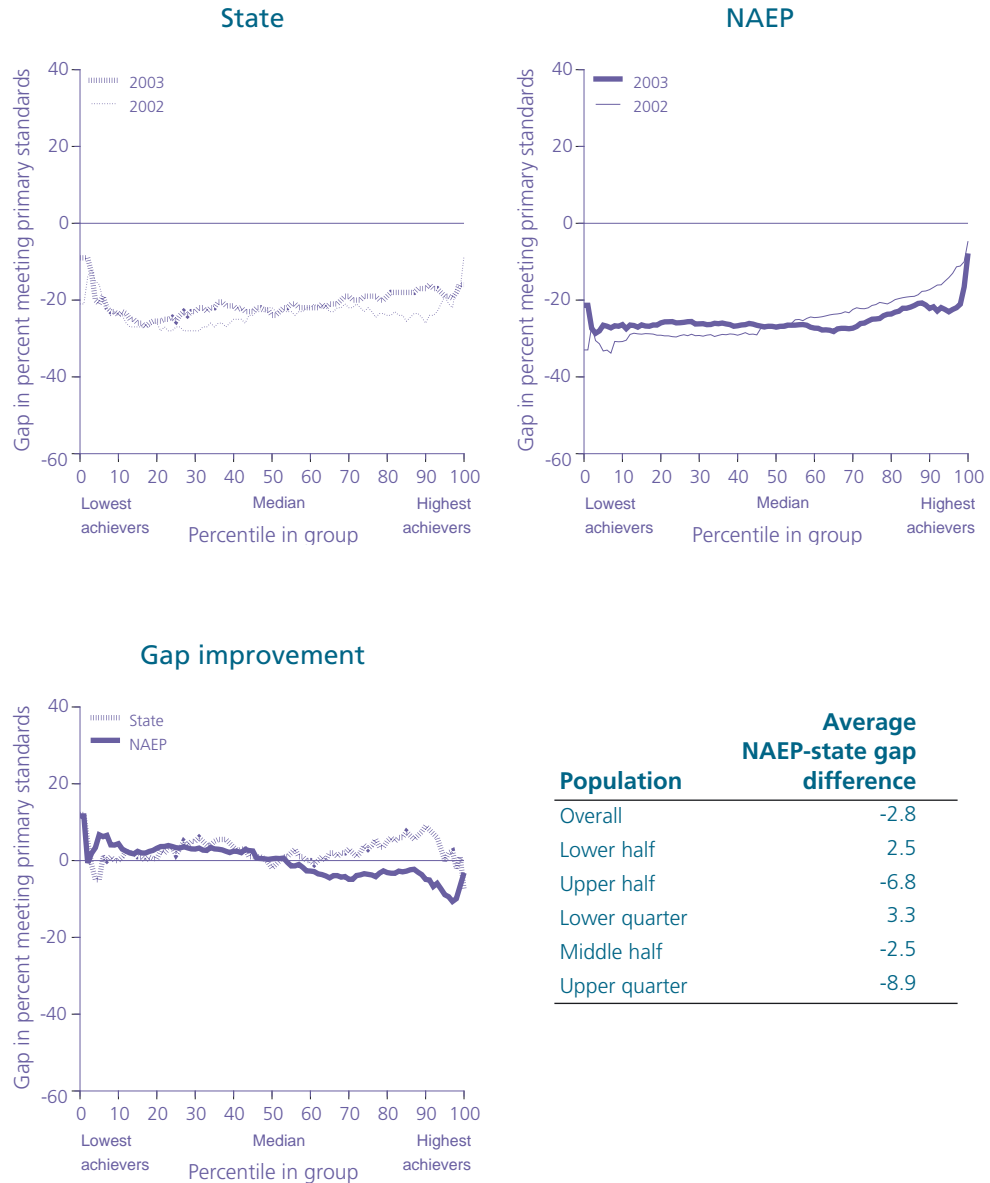 State
Gap in percent meeting primary standards
40
20
0
-20
-40
-60
2003
2002
0 10 20 30 40 50 60 70 80 90 100
Lowest achievers
Median
Highest achievers
Percentile in group
NAEP
Gap in percent meeting primary standards
40
20
0
-20
-40
-60
2003
2002
0 10 20 30 40 50 60 70 80 90 100
Lowest achievers
Median
Highest achievers
Percentile in group
Gap improvement
Gap in percent meeting primary standards
40
20
0
-20
-40
-60
State
NAEP
0 10 20 30 40 50 60 70 80 90 100
Lowest achievers
Median
Highest achievers
Percentile in group
Population Average NAEP-state gap difference
Overall -2.8
Lower half 2.5
Upper half -6.8
Lower quarter 3.3
Middle half -2.5
Upper quarter -8.9